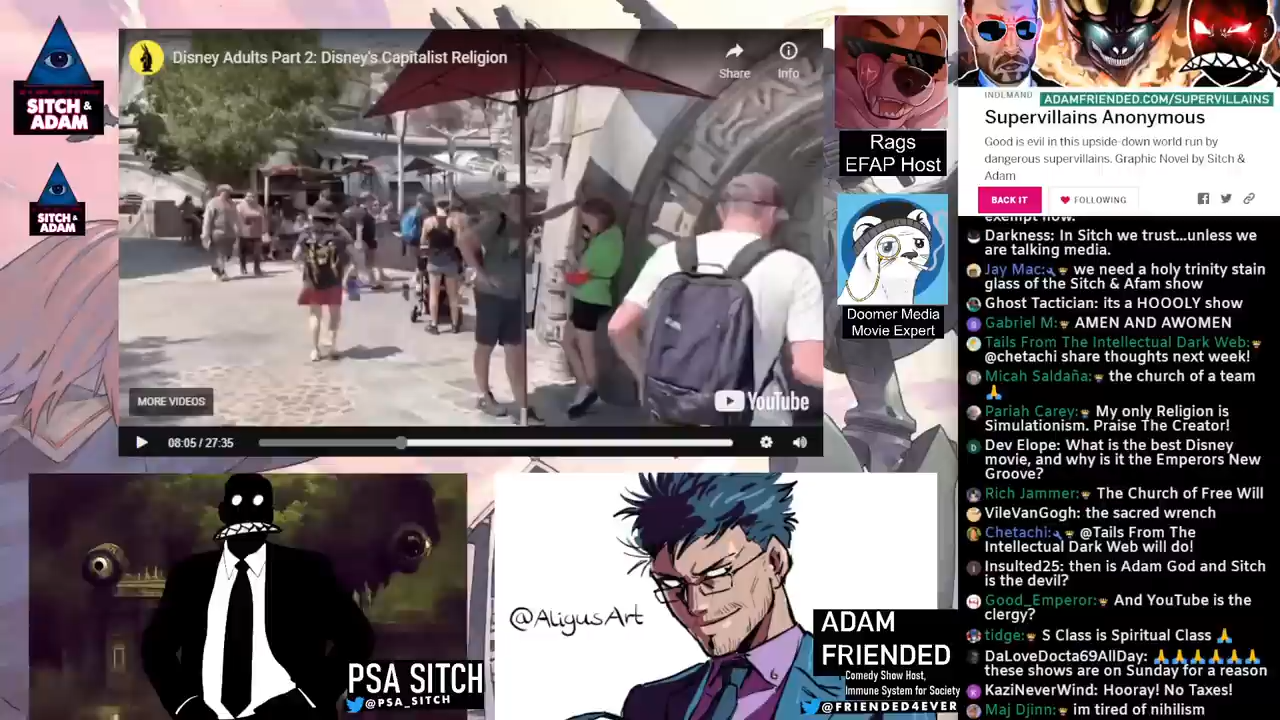 SITCH &
ADAM
SITCH &
ADAM
Disney Adults Part 2: Disney's Capitalist Religion
Share
Info
MORE VIDEOS
YouTube
08:05 / 27:35
Rags
EFAP Host
Doomer Media
Movie Expert
INDEMAND
ADAMFRIENDED.COM/SUPERVILLAINS
Supervillains Anonymous
Good is evil in this upside-down world run by
dangerous supervillains. Graphic Novel by Sitch &
Adam
BACK IT
FOLLOWING
exempt now.
Darkness: In Sitch we trust...unless we
are talking media.
Jay Mac: we need a holy trinity stain
glass of the Sitch & Afam show
Ghost Tactician: its a HOOOLY show
Gabriel M: AMEN AND AWOMEN
Tails From The Intellectual Dark Web:
@chetachi share thoughts next week!
Micah Saldaña: the church of a team
🙏
Pariah Carey: My only Religion is
Simulationism. Praise The Creator!
Dev Elope: What is the best Disney
movie, and why is it the Emperors New
Groove?
Rich Jammer: The Church of Free Will
VileVanGogh: the sacred wrench
Chetachi: @Tails From The
Intellectual Dark Web will do!
Insulted25: then is Adam God and Sitch
is the devil?
Good_Emperor: And YouTube is the
clergy?
tidge: S Class is Spiritual Class 🙏
DaLoveDocta69AllDay: 🙏🙏🙏🙏🙏🙏
these shows are on Sunday for a reason
KaziNeverWind: Hooray! No Taxes!
Maj Djinn: im tired of nihilism
PSA SITCH
@PSA_SITCH
@AligusArt
ADAM
FRIENDED
Comedy Show Host,
Immune System for Society
@FRIENDED4EVER